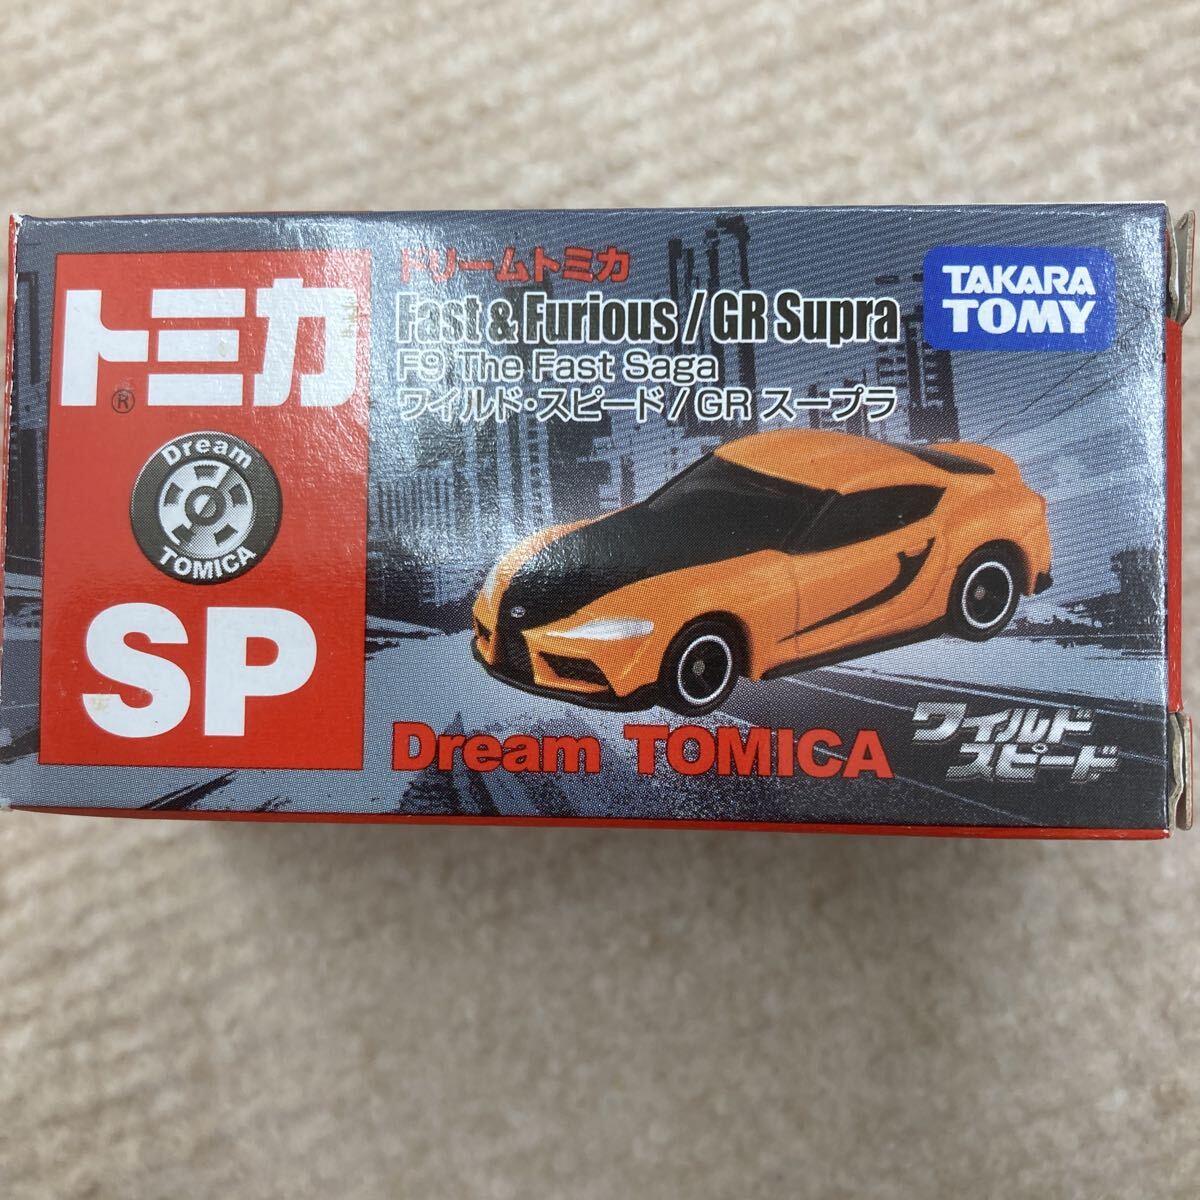 トミカ
®
Dream
TOMICA
SP
ドリームトミカ
Fast & Furious / GR Supra
F9 The Fast Saga
ワイルド・スピード / GR スープラ
TAKARA
TOMY
Dream TOMICA
ワイルド
スピード